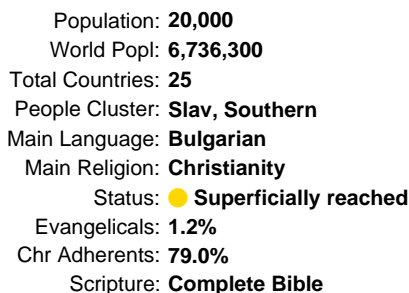 Population: 20,000
World Popl: 6,736,300
Total Countries: 25
People Cluster: Slav, Southern
Main Language: Bulgarian
Main Religion: Christianity
Status: Superficially reached
Evangelicals: 1.2%
Chr Adherents: 79.0%
Scripture: Complete Bible